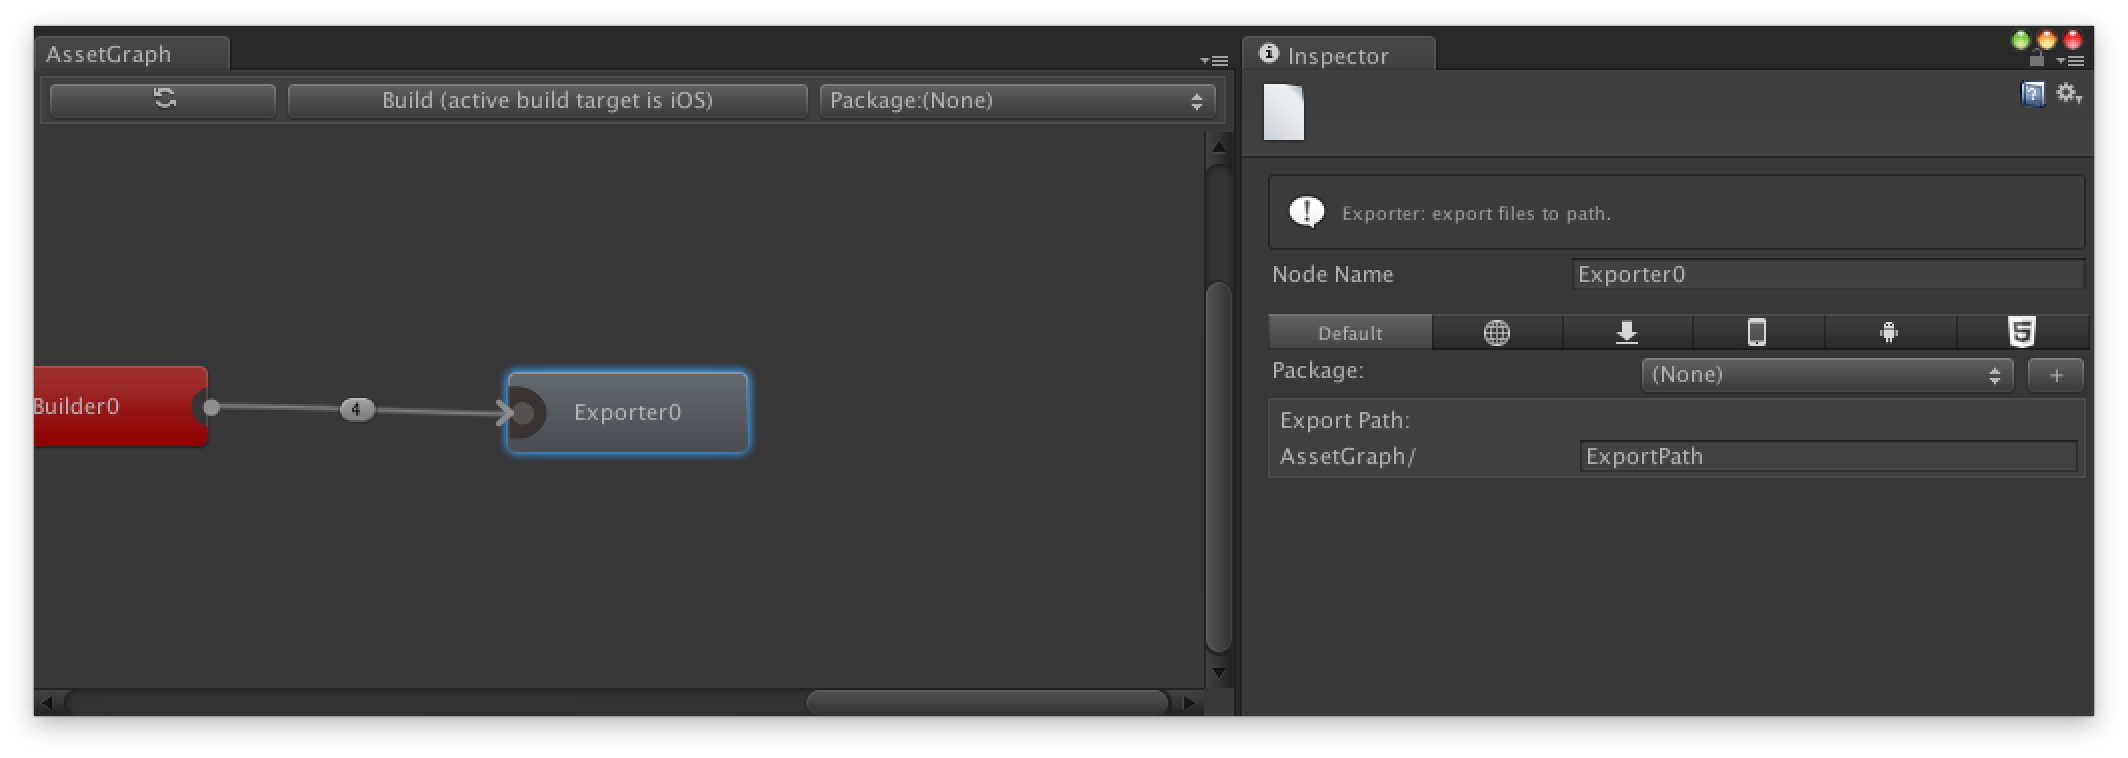 AssetGraph
Build (active build target is iOS)
Package:(None)
Builder0
4
Exporter0
Inspector
Exporter: export files to path.
Node Name
Exporter0
Default
Package:
(None)
+
Export Path:
AssetGraph/
ExportPath